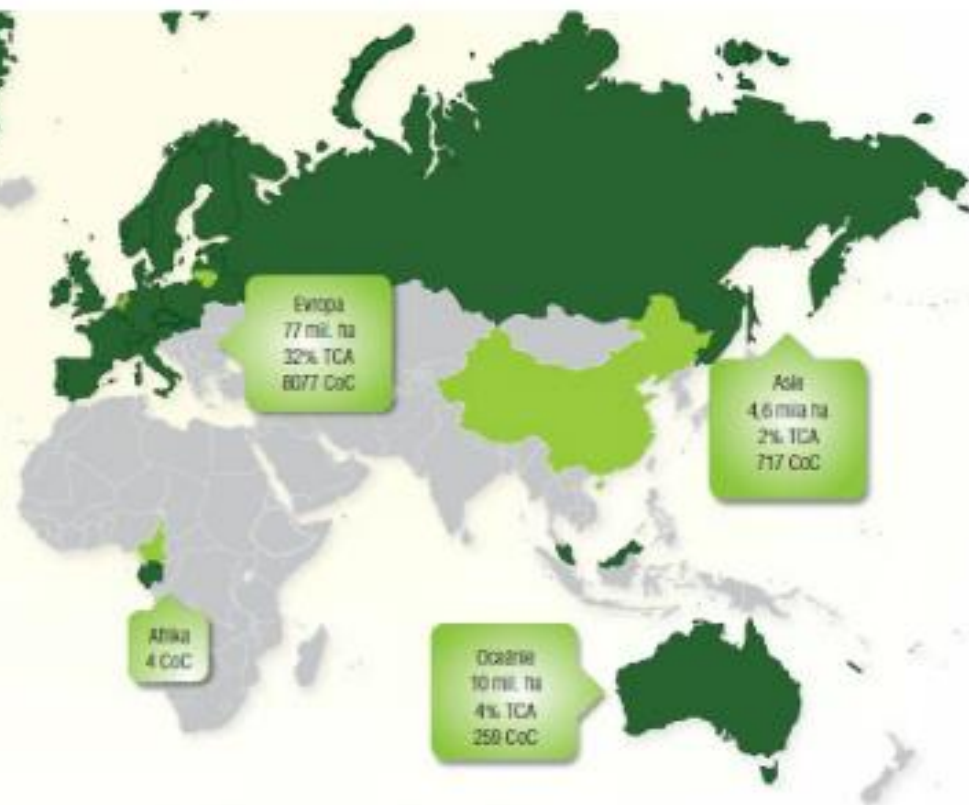 Evropa
77 mil. ha
32% TCA
8077 CoC
Asie
4,6 mil. ha
2% TCA
717 CoC
Afrika
4 CoC
Oceánie
10 mil. ha
4% TCA
259 CoC